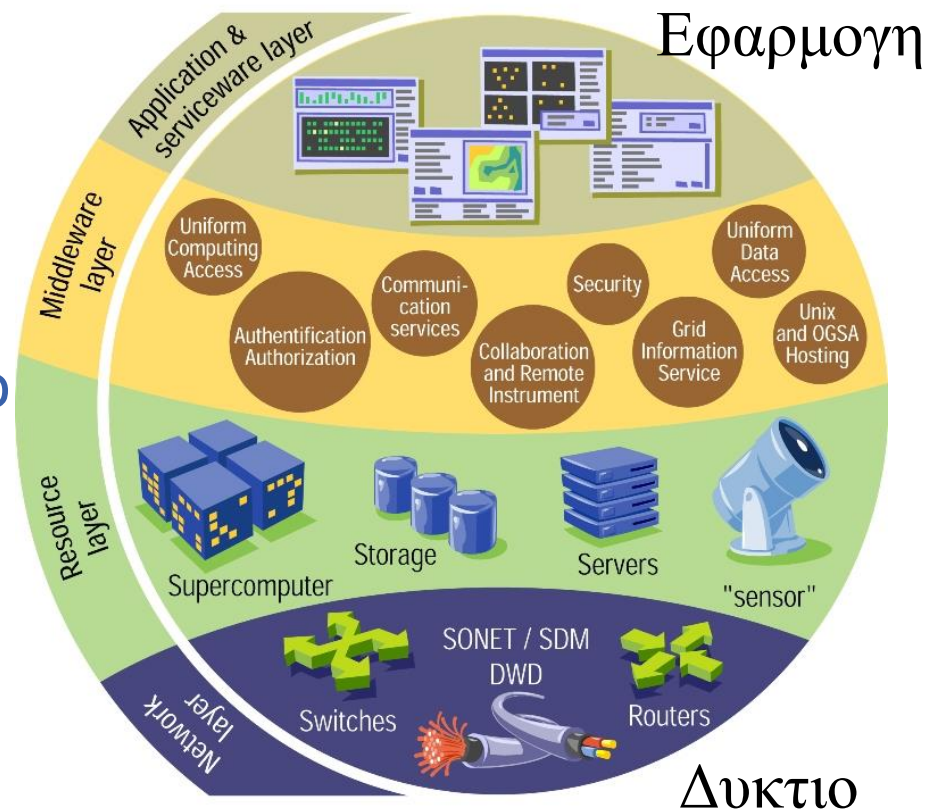 Εφαρμογη
Application &
serviceware layer
Middleware
layer
Uniform
Computing
Access
Authentification
Authorization
Communi-
cation
services
Collaboration
and Remote
Instrument
Security
Grid
Information
Service
Uniform
Data
Access
Unix
and OGSA
Hosting
Resource
layer
Supercomputer
Storage
Servers
"sensor"
Network
layer
Switches
SONET / SDM
DWD
Routers
Δυκτιο